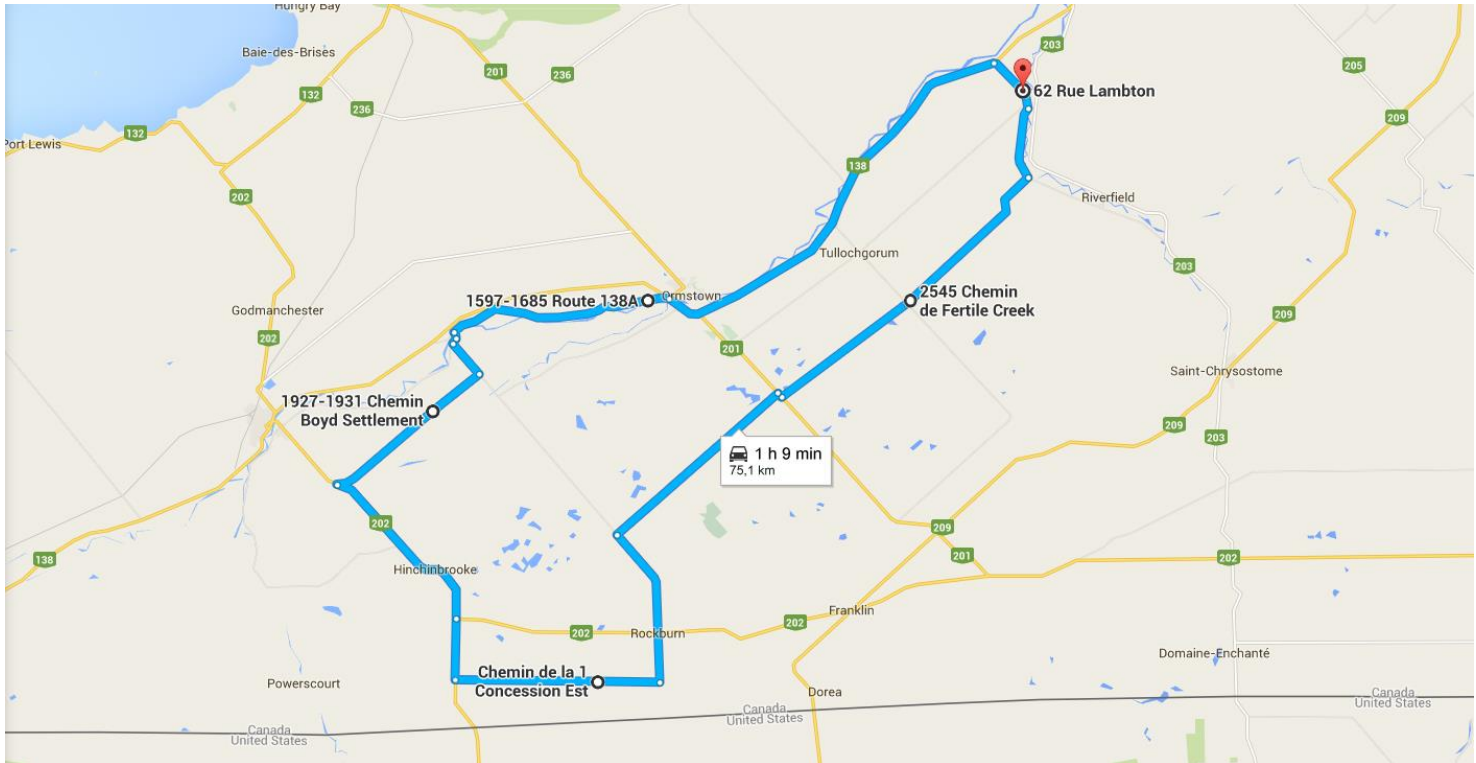 Hungry Bay
203
Baie-des-Brises
201
236
205
132
236
62 Rue Lambton
209
132
Port Lewis
138
202
Riverfield
Tullochgorum
203
1597-1685 Route 138A
Ormstown
2545 Chemin
de Fertile Creek
Godmanchester
209
202
201
Saint-Chrysostome
1927-1931 Chemin
Boyd Settlement
209
203
1 h 9 min
75,1 km
202
209
201
202
138
Hinchinbrooke
Franklin
202
Rockburn
202
Domaine-Enchanté
Chemin de la 1
Concession Est
Powerscourt
Dorea
Canada
United States
Canada
United States
Canada
United States